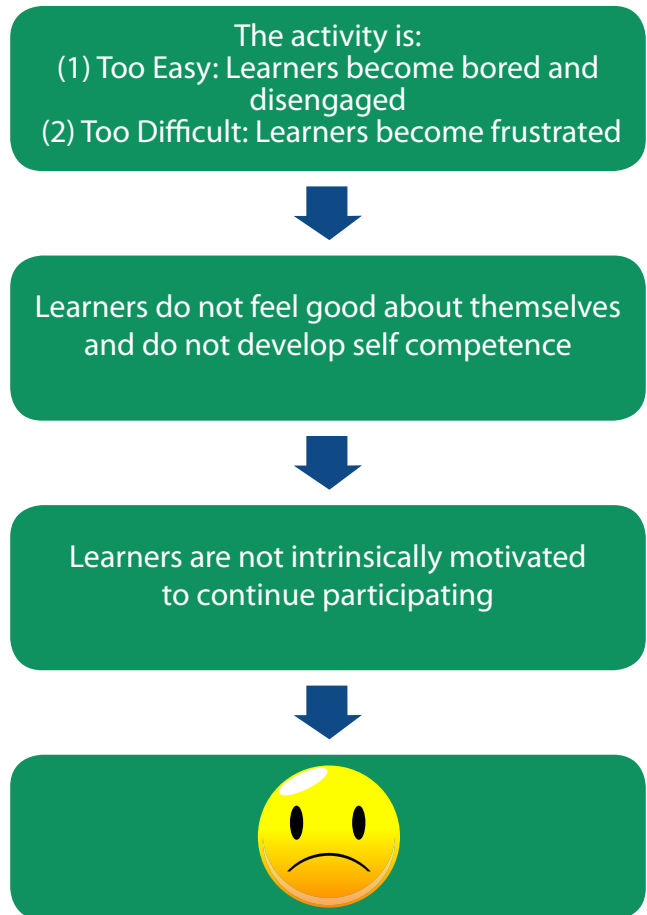 The activity is:
(1) Too Easy: Learners become bored and
disengaged
(2) Too Difficult: Learners become frustrated
Learners do not feel good about themselves
and do not develop self competence
Learners are not intrinsically motivated
to continue participating